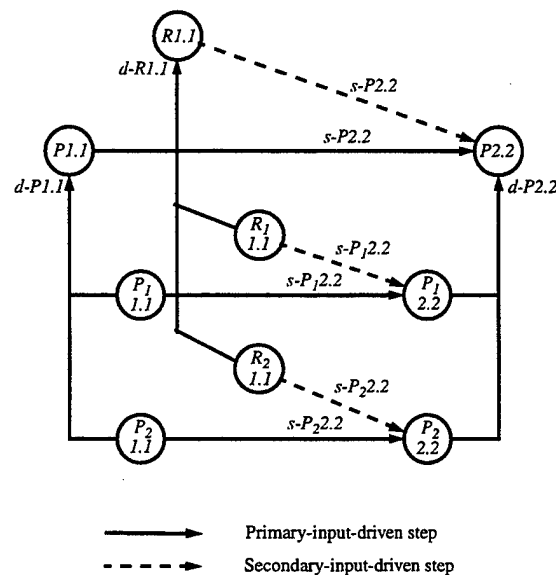 R1.1
d-R1.1
s-P2.2
s-P2.2
P1.1
P2.2
d-P1.1
d-P2.2
R1
1.1
s-P12.2
P1
1.1
s-P12.2
P1
2.2
R2
1.1
s-P22.2
P2
1.1
s-P22.2
P2
2.2
Primary-input-driven step
Secondary-input-driven step